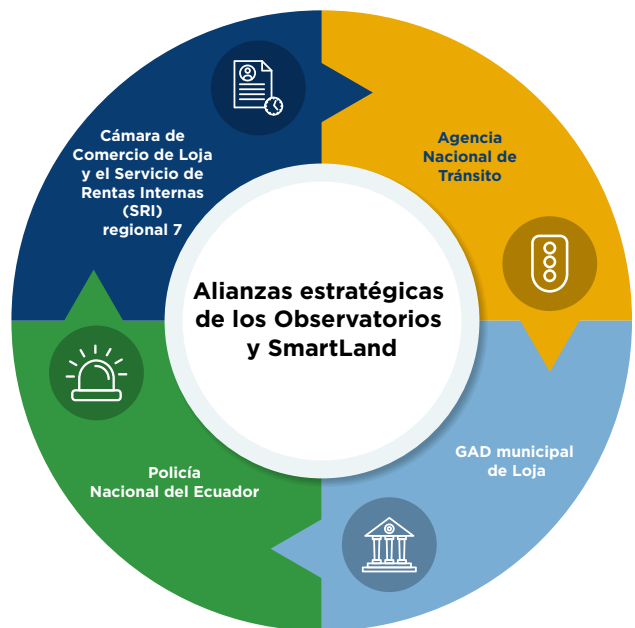 Cámara de
Comercio de Loja
y el Servicio de
Rentas Internas
(SRI)
regional 7
Agencia
Nacional de
Tránsito
Alianzas estratégicas
de los Observatorios
y SmartLand
GAD municipal
de Loja
Policía
Nacional del Ecuador